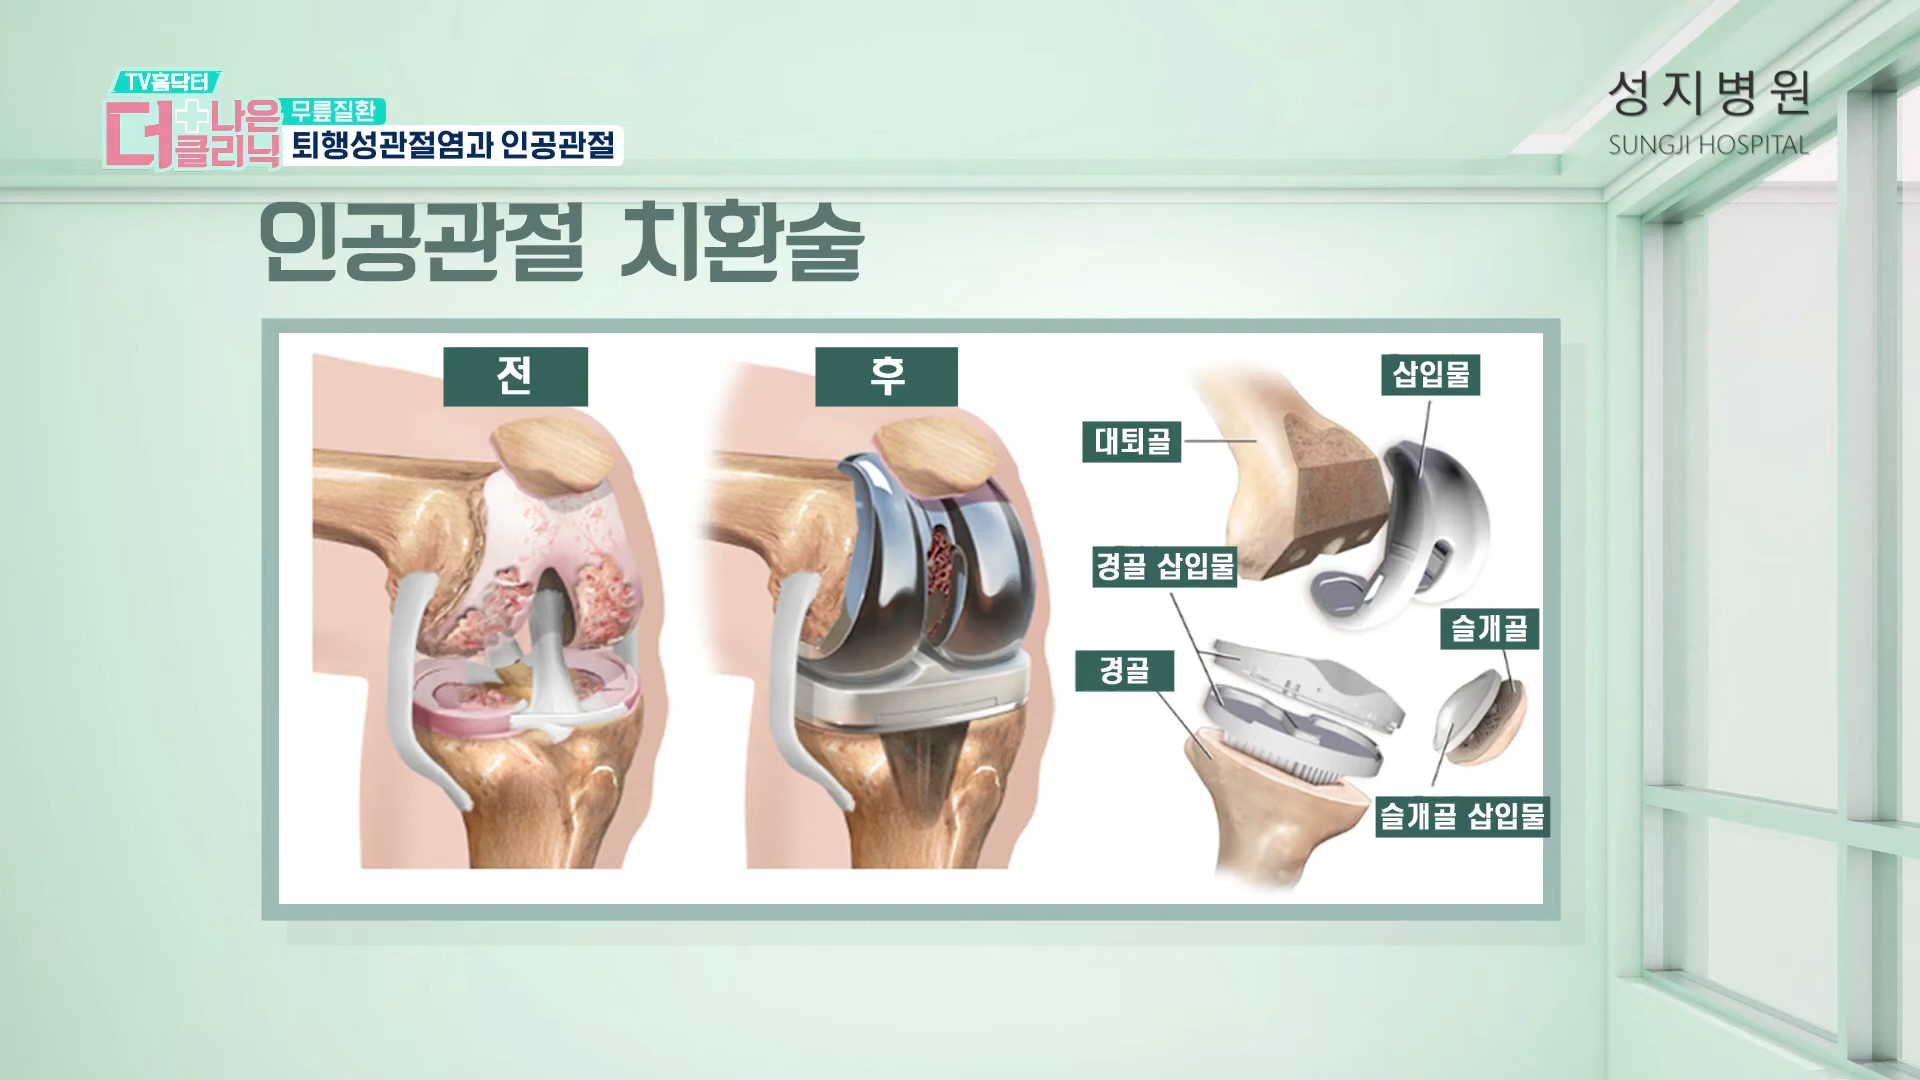 TV홈닥터
더나은
클리닉
무릎질환
퇴행성관절염과 인공관절
성지병원
SUNGJI HOSPITAL
인공관절 치환술
전
후
삽입물
대퇴골
경골 삽입물
슬개골
경골
슬개골 삽입물